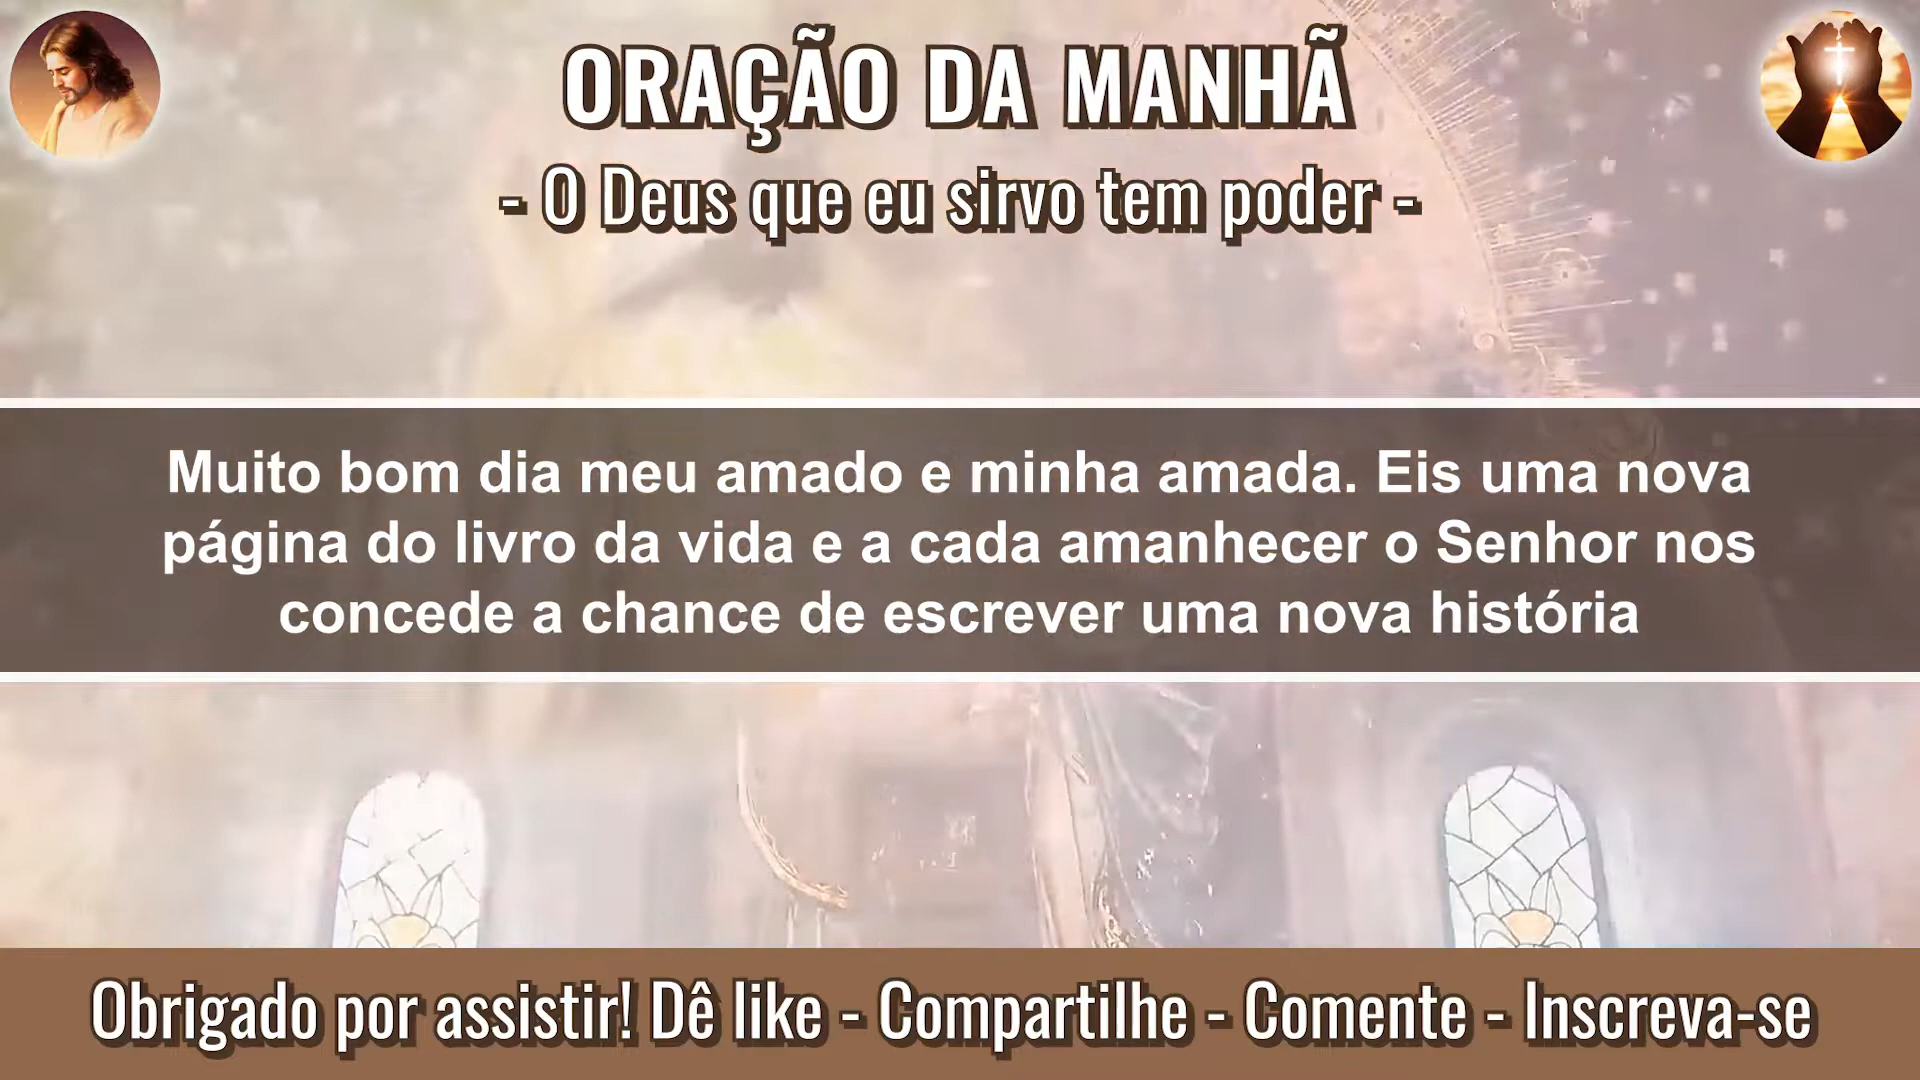 ORAÇÃO DA MANHÃ
- O Deus que eu sirvo tem poder -
Muito bom dia meu amado e minha amada. Eis uma nova
página do livro da vida e a cada amanhecer o Senhor nos
concede a chance de escrever uma nova história
Obrigado por assistir! Dê like - Compartilhe - Comente - Inscreva-se